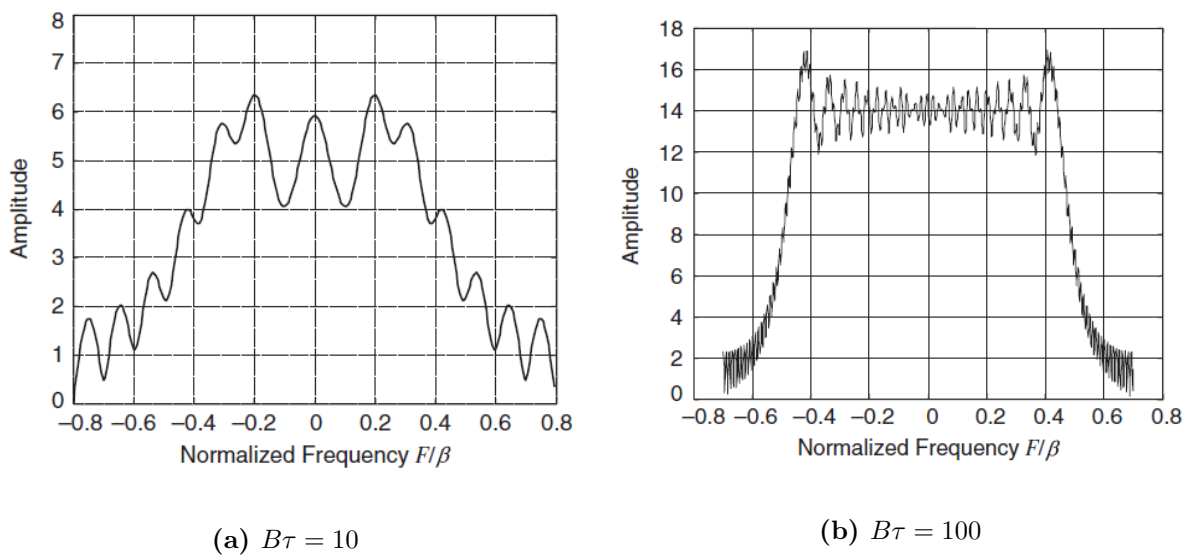 8
7
6
5
4
3
2
1
0
Amplitude
–0.8 –0.6 –0.4 –0.2 0 0.2 0.4 0.6 0.8
Normalized Frequency F/β
(a) Bτ = 10
18
16
14
12
10
8
6
4
2
0
Amplitude
–0.8 –0.6 –0.4 –0.2 0 0.2 0.4 0.6 0.8
Normalized Frequency F/β
(b) Bτ = 100